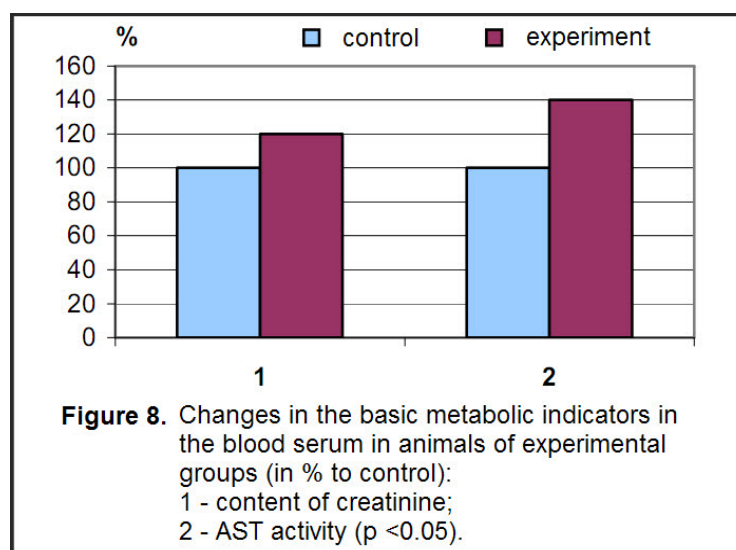 % control experiment
160
140
120
100
80
60
40
20
0
1 2
Figure 8. Changes in the basic metabolic indicators in
the blood serum in animals of experimental
groups (in % to control):
1 - content of creatinine;
2 - AST activity (p <0.05).